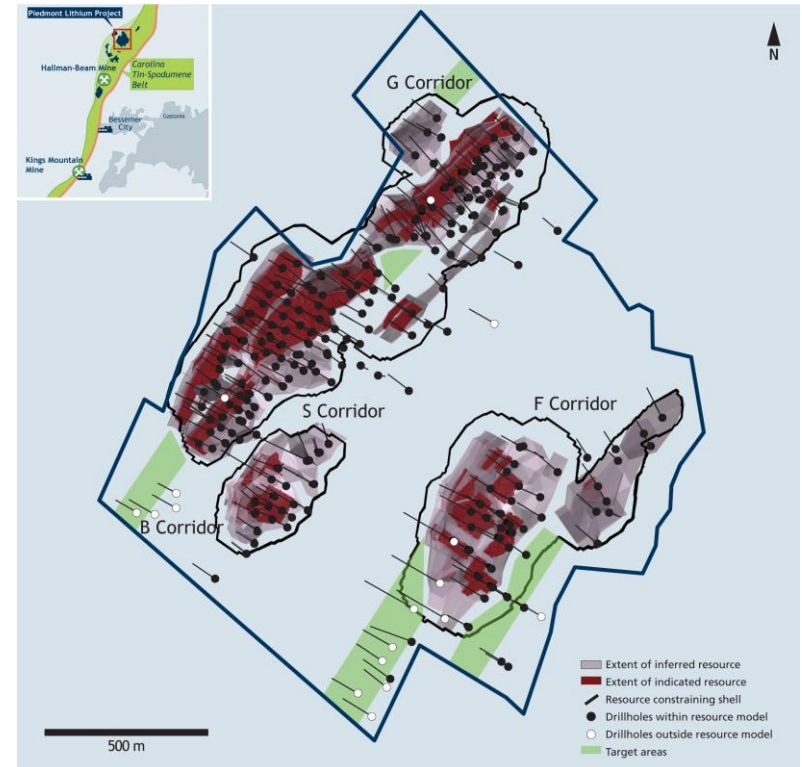 Piedmont Lithium Project
Hallman-Beam Mine
Carolina
Tin-Spodumene
Belt
Bessemer
City
Gastonia
Kings Mountain
Mine
N
G Corridor
S Corridor
F Corridor
B Corridor
Extent of inferred resource
Extent of indicated resource
Resource constraining shell
Drillholes within resource model
Drillholes outside resource model
Target areas
500 m